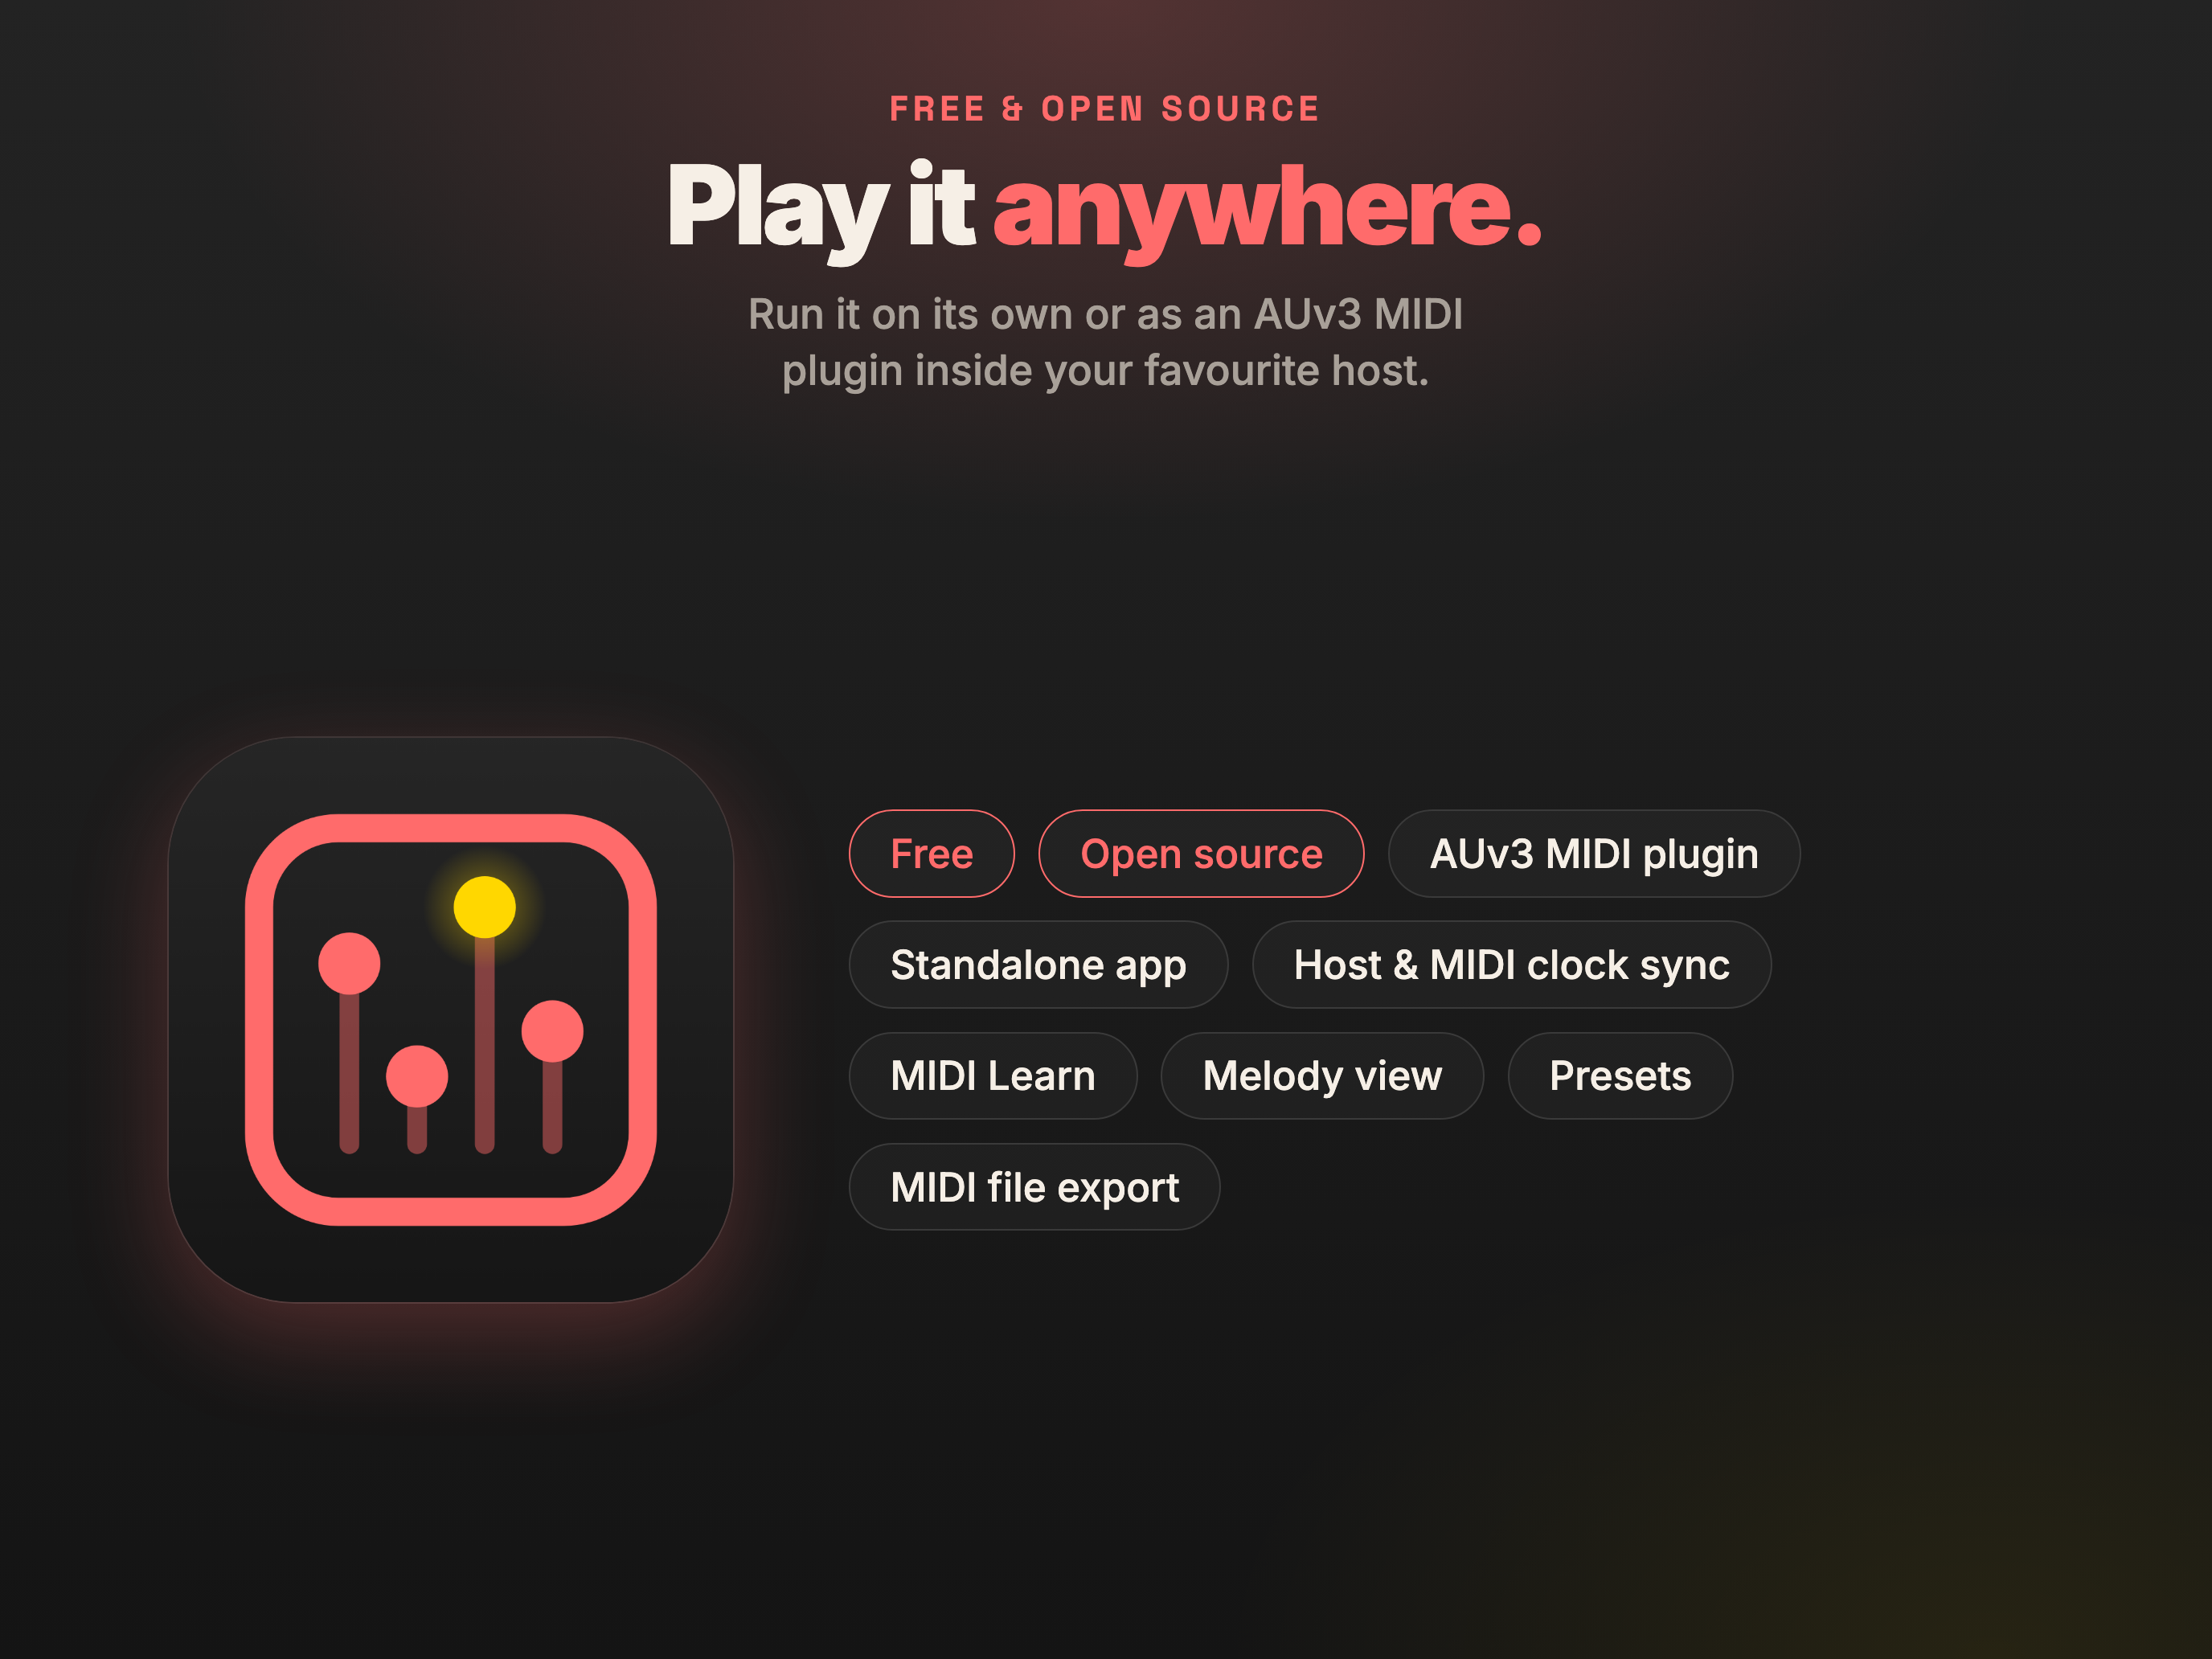 FREE & OPEN SOURCE
Play it anywhere.
Run it on its own or as an AUv3 MIDI
plugin inside your favourite host.
Free
Open source
AUv3 MIDI plugin
Standalone app
Host & MIDI clock sync
MIDI Learn
Melody view
Presets
MIDI file export